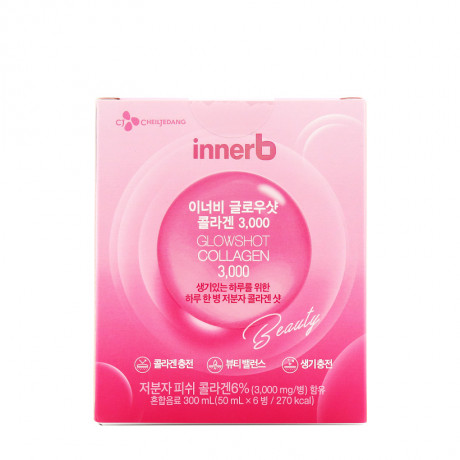 CJ CHEILJEDANG
innerb
이너비 글로우샷
콜라겐 3,000
GLOWSHOT
COLLAGEN
3,000
생기있는 하루를 위한
하루 한 병 저분자 콜라겐 샷
Beauty
콜라겐 충전 뷰티 밸런스 생기 충전
저분자 피쉬 콜라겐6% (3,000 mg/병) 함유
혼합음료 300 mL(50 mL × 6 병 / 270 kcal)